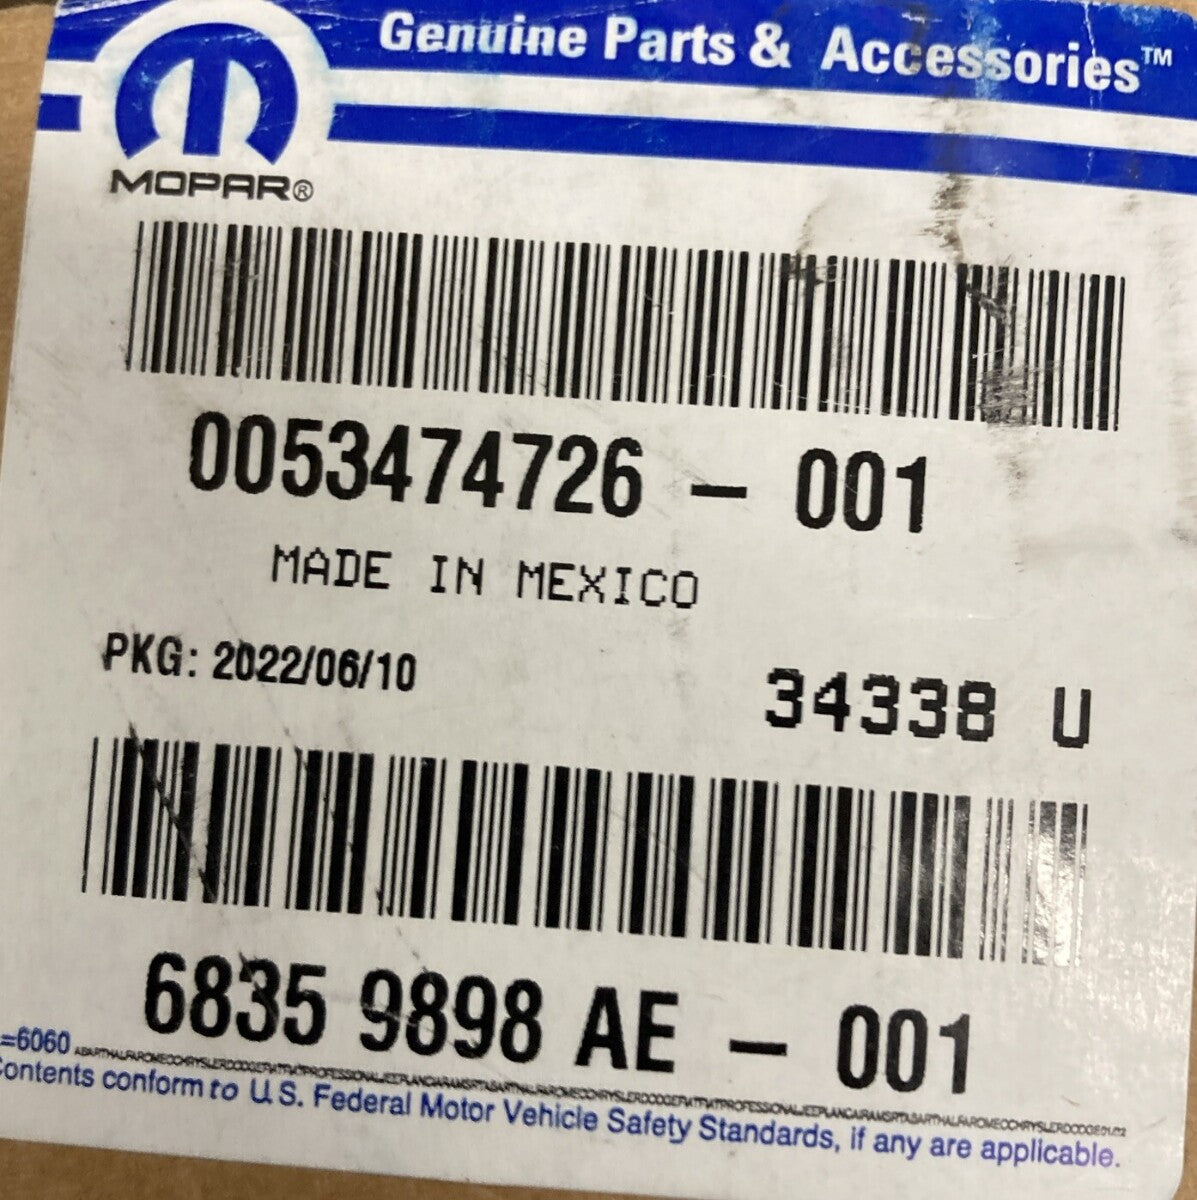 Genuine Parts & Accessories™
MOPAR®
0053474726 - 001
MADE IN MEXICO
PKG: 2022/06/10
34338 U
6835 9898 AE - 001
=6060
Contents conform to U.S. Federal Motor Vehicle Safety Standards, if any are applicable.